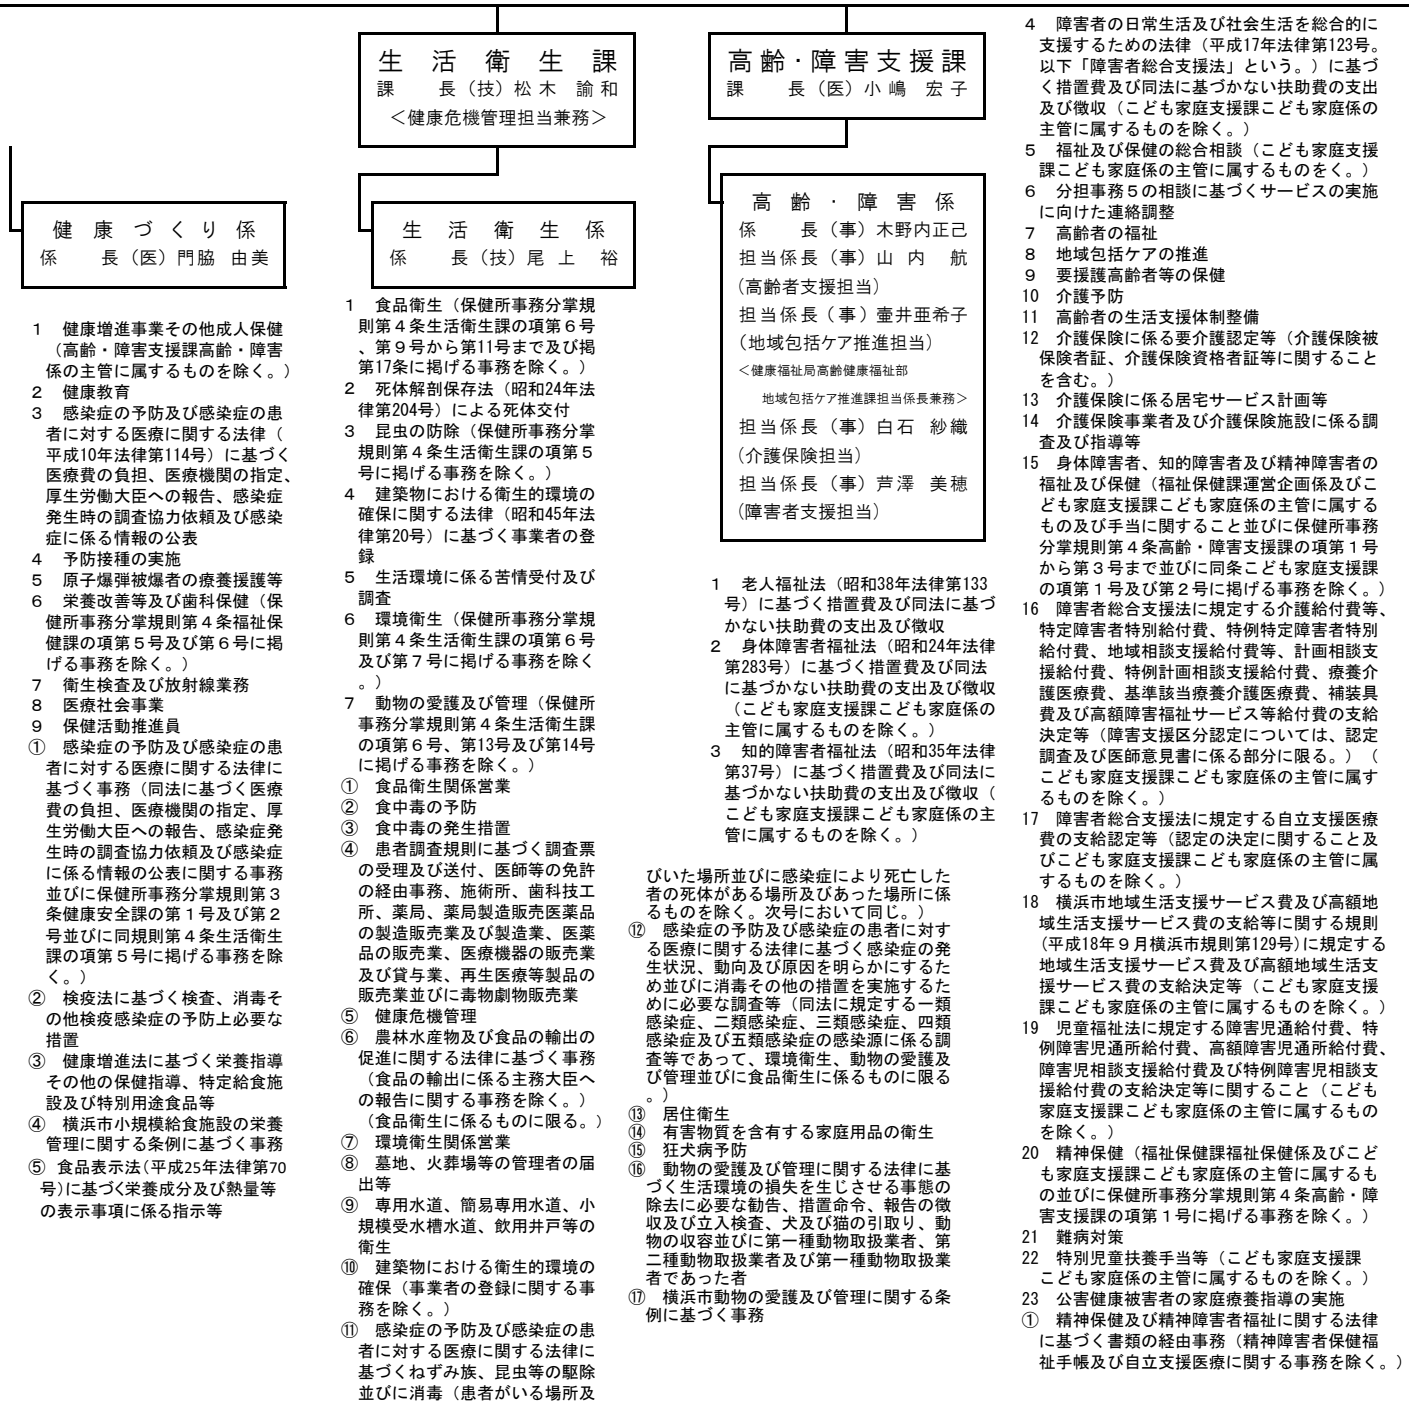 健康づくり係
係　　長（医）門脇　由美
１　健康増進事業その他成人保健
（高齢・障害支援課高齢・障害
係の主管に属するものを除く。）
２　健康教育
３　感染症の予防及び感染症の患
者に対する医療に関する法律（
平成10年法律第114号）に基づく
医療費の負担、医療機関の指定、
厚生労働大臣への報告、感染症
発生時の調査協力依頼及び感染
症に係る情報の公表
４　予防接種の実施
５　原子爆弾被爆者の療養援護等
６　栄養改善等及び歯科保健（保
健所事務分掌規則第４条福祉保
健課の項第５号及び第６号に掲
げる事務を除く。）
７　衛生検査及び放射線業務
８　医療社会事業
９　保健活動推進員
①　感染症の予防及び感染症の患
者に対する医療に関する法律に
基づく事務（同法に基づく医療
費の負担、医療機関の指定、厚
生労働大臣への報告、感染症発
生時の調査協力依頼及び感染症
に係る情報の公表に関する事務
並びに保健所事務分掌規則第３
条健康安全課の第１号及び第２
号並びに同規則第４条生活衛生
課の項第５号に掲げる事務を除
く。）
②　検疫法に基づく検査、消毒そ
の他検疫感染症の予防上必要な
措置
③　健康増進法に基づく栄養指導
その他の保健指導、特定給食施
設及び特別用途食品等
④　横浜市小規模給食施設の栄養
管理に関する条例に基づく事務
⑤　食品表示法（平成25年法律第70
号）に基づく栄養成分及び熱量等
の表示事項に係る指示等
生活衛生課
課　　長（技）松木　諭和
＜健康危機管理担当兼務＞
生活衛生係
係　　長（技）尾上　裕
１　食品衛生（保健所事務分掌規
則第４条生活衛生課の項第６号
、第９号から第11号まで及び掲
第17条に掲げる事務を除く。）
２　死体解剖保存法（昭和24年法
律第204号）による死体交付
３　昆虫の防除（保健所事務分掌
規則第４条生活衛生課の項第５
号に掲げる事務を除く。）
４　建築物における衛生的環境の
確保に関する法律（昭和45年法
律第20号）に基づく事業者の登
録
５　生活環境に係る苦情受付及び
調査
６　環境衛生（保健所事務分掌規
則第４条生活衛生課の項第６号
及び第７号に掲げる事務を除く
。）
７　動物の愛護及び管理（保健所
事務分掌規則第４条生活衛生課
の項第６号、第13号及び第14号
に掲げる事務を除く。）
①　食品衛生関係営業
②　食中毒の予防
③　食中毒の発生措置
④　患者調査規則に基づく調査票
の受理及び送付、医師等の免許
の経由事務、施術所、歯科技工
所、薬局、薬局製造販売医薬品
の製造販売業及び製造業、医薬
品の販売業、医療機器の販売業
及び貸与業、再生医療等製品の
販売業並びに毒物劇物販売業
⑤　健康危機管理
⑥　農林水産物及び食品の輸出の
促進に関する法律に基づく事務
（食品の輸出に係る主務大臣へ
の報告に関する事務を除く。）
（食品衛生に係るものに限る。）
⑦　環境衛生関係営業
⑧　墓地、火葬場等の管理者の届
出等
⑨　専用水道、簡易専用水道、小
規模受水槽水道、飲用井戸等の
衛生
⑩　建築物における衛生的環境の
確保（事業者の登録に関する事
務を除く。）
⑪　感染症の予防及び感染症の患
者に対する医療に関する法律に
基づくねずみ族、昆虫等の駆除
並びに消毒（患者がいる場所及
びいた場所並びに感染症により死亡した
者の死体がある場所及びあった場所に係
るものを除く。次号において同じ。）
⑫　感染症の予防及び感染症の患者に対す
る医療に関する法律に基づく感染症の発
生状況、動向及び原因を明らかにするた
め並びに消毒その他の措置を実施するた
めに必要な調査等（同法に規定する一類
感染症、二類感染症、三類感染症、四類
感染症及び五類感染症の感染源に係る調
査等であって、環境衛生、動物の愛護及
び管理並びに食品衛生に係るものに限る
。）
⑬　居住衛生
⑭　有害物質を含有する家庭用品の衛生
⑮　狂犬病予防
⑯　動物の愛護及び管理に関する法律に基
づく生活環境の損失を生じさせる事態の
除去に必要な勧告、措置命令、報告の徴
収及び立入検査、犬及び猫の引取り、動
物の収容並びに第一種動物取扱業者、第
二種動物取扱業者及び第一種動物取扱業
者であった者
⑰　横浜市動物の愛護及び管理に関する条
例に基づく事務
高齢・障害支援課
課　　長（医）小嶋　宏子
高齢・障害係
係　　長（事）木野内正己
担当係長（事）山内　航
（高齢者支援担当）
担当係長（事）壷井亜希子
（地域包括ケア推進担当）
＜健康福祉局高齢健康福祉部
地域包括ケア推進課担当係長兼務＞
担当係長（事）白石　紗織
（介護保険担当）
担当係長（事）芦澤　美穂
（障害者支援担当）
１　老人福祉法（昭和38年法律第133
号）に基づく措置費及び同法に基づ
かない扶助費の支出及び徴収
２　身体障害者福祉法（昭和24年法律
第283号）に基づく措置費及び同法
に基づかない扶助費の支出及び徴収
（こども家庭支援課こども家庭係の
主管に属するものを除く。）
３　知的障害者福祉法（昭和35年法律
第37号）に基づく措置費及び同法に
基づかない扶助費の支出及び徴収（
こども家庭支援課こども家庭係の主
管に属するものを除く。）
４　障害者の日常生活及び社会生活を総合的に
支援するための法律（平成17年法律第123号。
以下「障害者総合支援法」という。）に基づ
く措置費及び同法に基づかない扶助費の支出
及び徴収（こども家庭支援課こども家庭係の
主管に属するものを除く。）
５　福祉及び保健の総合相談（こども家庭支援
課こども家庭係の主管に属するものをく。）
６　分担事務５の相談に基づくサービスの実施
に向けた連絡調整
７　高齢者の福祉
８　地域包括ケアの推進
９　要援護高齢者等の保健
10　介護予防
11　高齢者の生活支援体制整備
12　介護保険に係る要介護認定等（介護保険被
保険者証、介護保険資格者証等に関すること
を含む。）
13　介護保険に係る居宅サービス計画等
14　介護保険事業者及び介護保険施設に係る調
査及び指導等
15　身体障害者、知的障害者及び精神障害者の
福祉及び保健（福祉保健課運営企画係及びこ
ども家庭支援課こども家庭係の主管に属する
もの及び手当に関すること並びに保健所事務
分掌規則第４条高齢・障害支援課の項第１号
から第３号まで並びに同条こども家庭支援課
の項第１号及び第２号に掲げる事務を除く。）
16　障害者総合支援法に規定する介護給付費等、
特定障害者特別給付費、特例特定障害者特別
給付費、地域相談支援給付費等、計画相談支
援給付費、特例計画相談支援給付費、療養介
護医療費、基準該当療養介護医療費、補装具
費及び高額障害福祉サービス等給付費の支給
決定等（障害支援区分認定については、認定
調査及び医師意見書に係る部分に限る。）（
こども家庭支援課こども家庭係の主管に属す
るものを除く。）
17　障害者総合支援法に規定する自立支援医療
費の支給認定等（認定の決定に関すること及
びこども家庭支援課こども家庭係の主管に属
するものを除く。）
18　横浜市地域生活支援サービス費及び高額地
域生活支援サービス費の支給等に関する規則
（平成18年９月横浜市規則第129号）に規定する
地域生活支援サービス費及び高額地域生活支
援サービス費の支給決定等（こども家庭支援
課こども家庭係の主管に属するものを除く。）
19　児童福祉法に規定する障害児通給付費、特
例障害児通所給付費、高額障害児通所給付費、
障害児相談支援給付費及び特例障害児相談支
援給付費の支給決定等に関すること（こども
家庭支援課こども家庭係の主管に属するもの
を除く。）
20　精神保健（福祉保健課福祉保健係及びこど
も家庭支援課こども家庭係の主管に属するも
の並びに保健所事務分掌規則第４条高齢・障
害支援課の項第１号に掲げる事務を除く。）
21　難病対策
22　特別児童扶養手当等（こども家庭支援課
こども家庭係の主管に属するものを除く。）
23　公害健康被害者の家庭療養指導の実施
①　精神保健及び精神障害者福祉に関する法律
に基づく書類の経由事務（精神障害者保健福
祉手帳及び自立支援医療に関する事務を除く。）